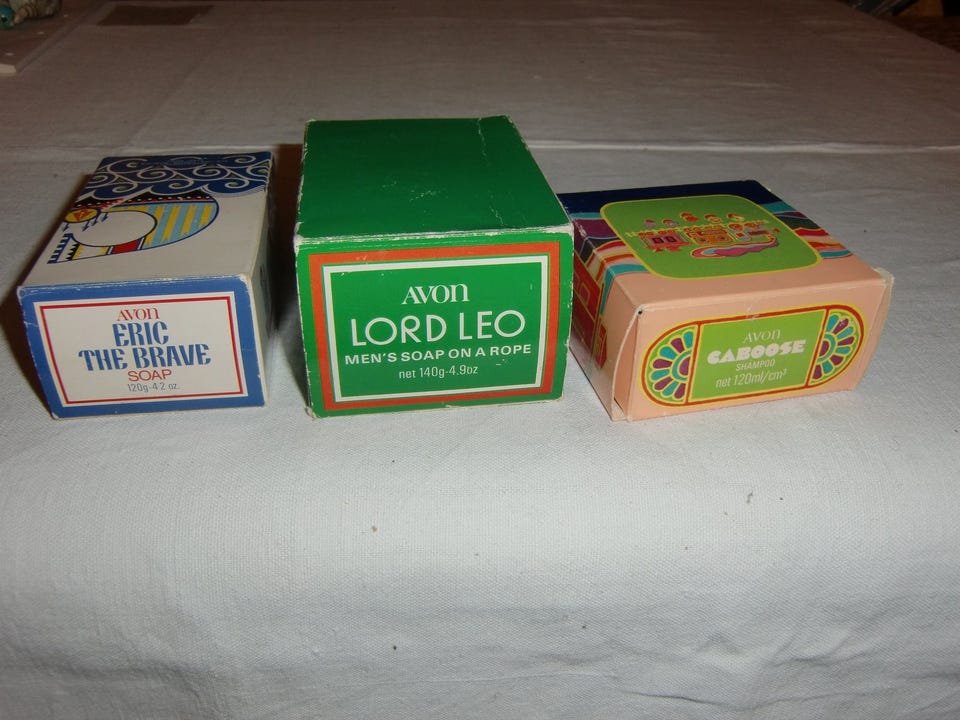 AVON
ERIC
THE BRAVE
SOAP
120g-4.2 oz.
AVON
LORD LEO
MEN'S SOAP ON A ROPE
net 140g-4.9oz
AVON
CABOOSE
SHAMPOO
net 120ml/cm³